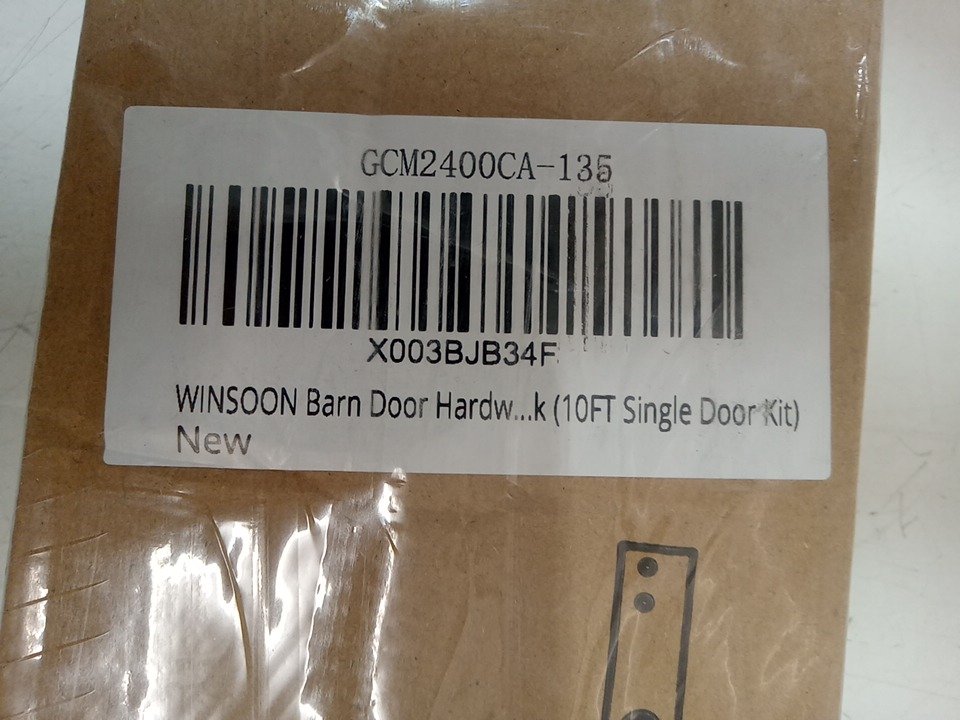 GCM2400CA-135
X003BJB34F
WINSOON Barn Door Hardw...k (10FT Single Door Kit)
New